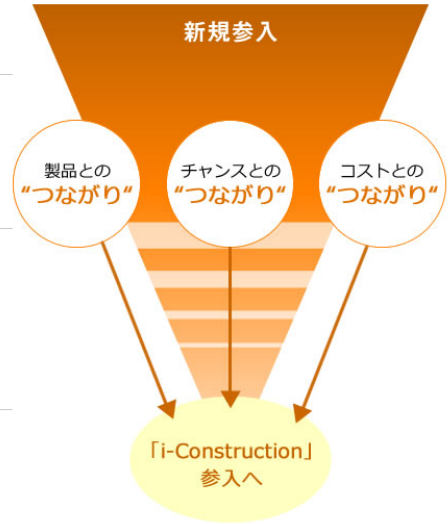 新規参入
製品との
“つながり“
チャンスとの
“つながり“
コストとの
“つながり“
「i-Construction」
参入へ